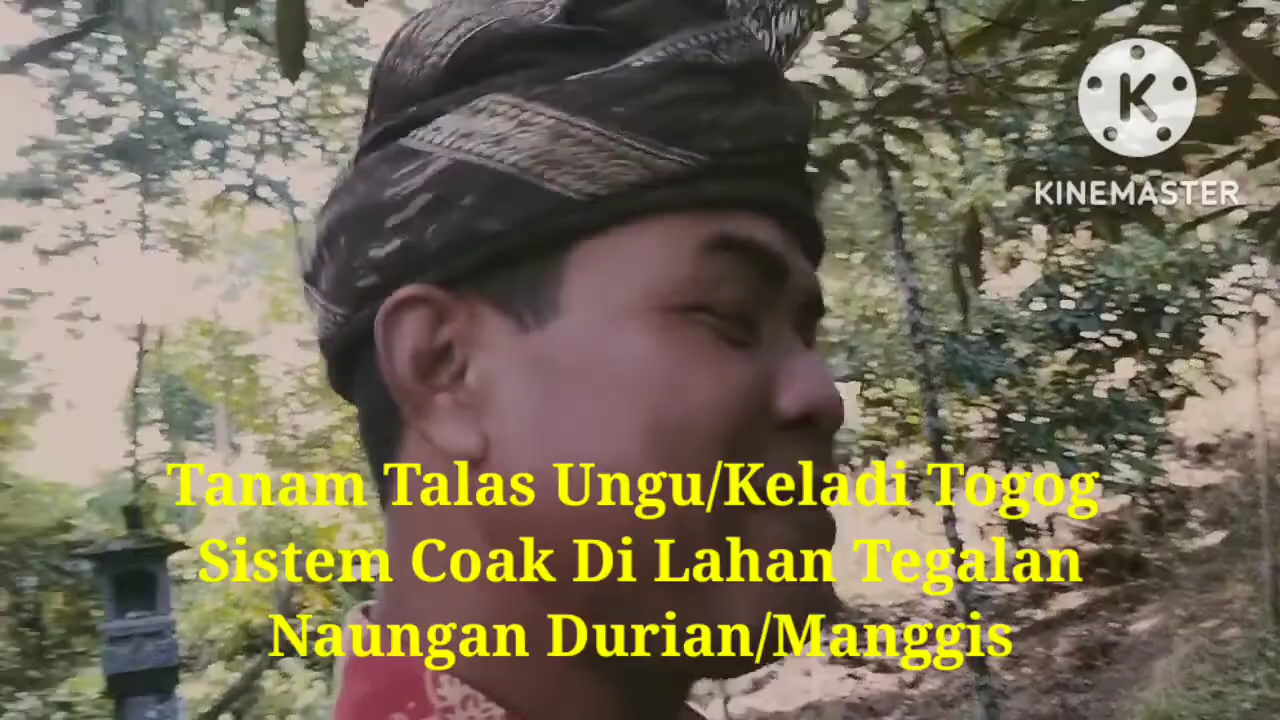 K
KINEMASTER
Tanam Talas Ungu/Keladi Togog
Sistem Coak Di Lahan Tegalan
Naungan Durian/Manggis